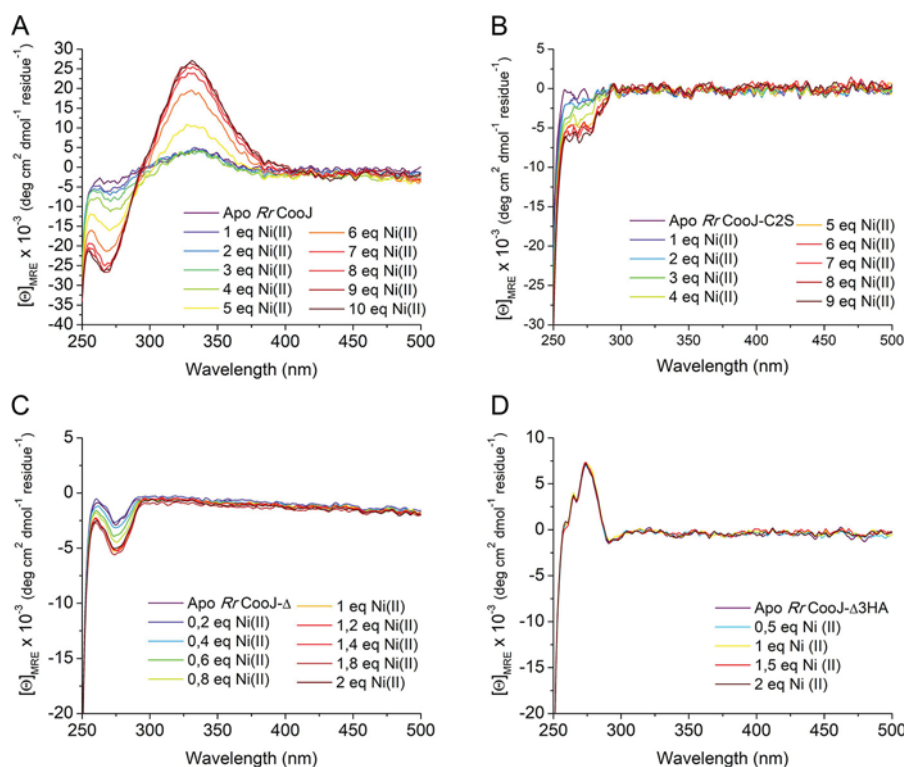 A
[Θ]MRE x 10⁻³ (deg cm² dmol⁻¹ residue⁻¹)
30
25
20
15
10
5
0
-5
-10
-15
-20
-25
-30
-35
-40
Apo Rr CooJ
1 eq Ni(II)
2 eq Ni(II)
3 eq Ni(II)
4 eq Ni(II)
5 eq Ni(II)
6 eq Ni(II)
7 eq Ni(II)
8 eq Ni(II)
9 eq Ni(II)
10 eq Ni(II)
250 300 350 400 450 500
Wavelength (nm)
B
[Θ]MRE x 10⁻³ (deg cm² dmol⁻¹ residue⁻¹)
5
0
-5
-10
-15
-20
-25
-30
Apo Rr CooJ-C2S
1 eq Ni(II)
2 eq Ni(II)
3 eq Ni(II)
4 eq Ni(II)
5 eq Ni(II)
6 eq Ni(II)
7 eq Ni(II)
8 eq Ni(II)
9 eq Ni(II)
250 300 350 400 450 500
Wavelength (nm)
C
[Θ]MRE x 10⁻³ (deg cm² dmol⁻¹ residue⁻¹)
5
0
-5
-10
-15
-20
Apo Rr CooJ-Δ
0,2 eq Ni(II)
0,4 eq Ni(II)
0,6 eq Ni(II)
0,8 eq Ni(II)
1 eq Ni(II)
1,2 eq Ni(II)
1,4 eq Ni(II)
1,8 eq Ni(II)
2 eq Ni(II)
250 300 350 400 450 500
Wavelength (nm)
D
[Θ]MRE x 10⁻³ (deg cm² dmol⁻¹ residue⁻¹)
10
5
0
-5
-10
-15
-20
Apo Rr CooJ-Δ3HA
0,5 eq Ni (II)
1 eq Ni (II)
1,5 eq Ni (II)
2 eq Ni (II)
250 300 350 400 450 500
Wavelength (nm)